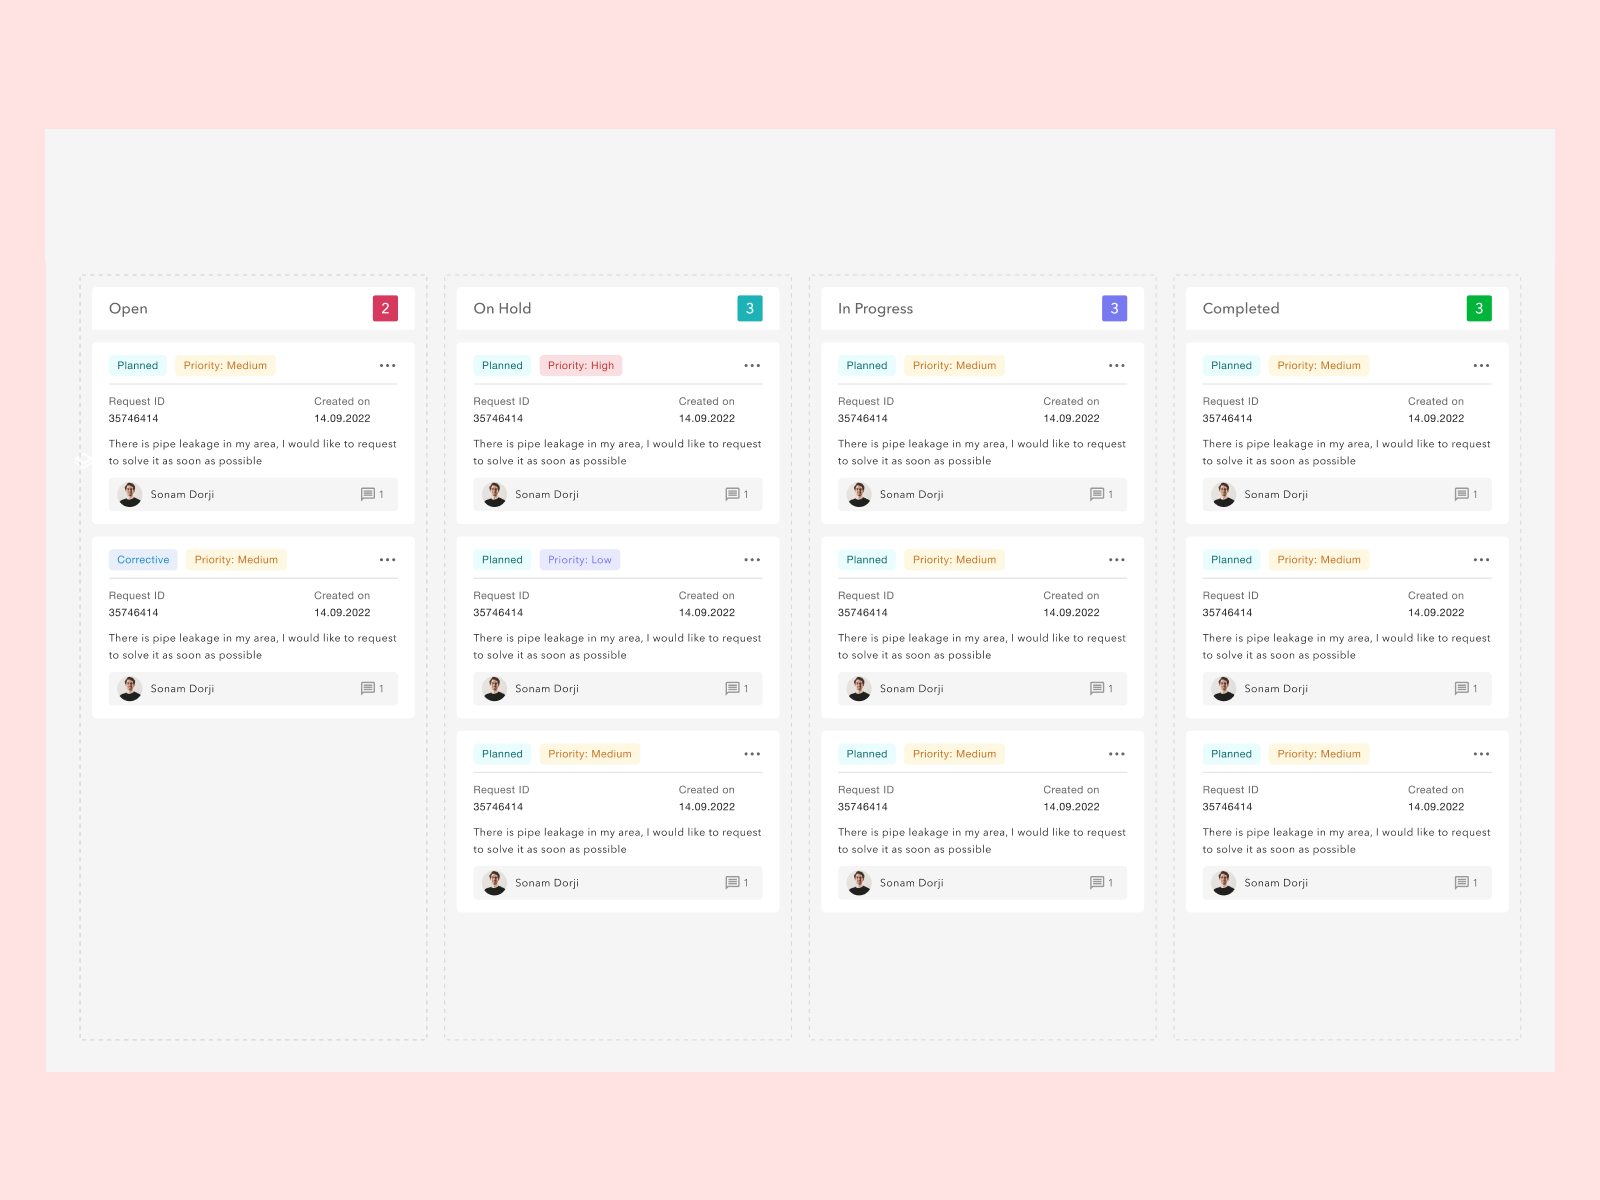 Open 2
Planned Priority: Medium
Request ID Created on
35746414 14.09.2022
There is pipe leakage in my area, I would like to request
to solve it as soon as possible
Sonam Dorji 1
Corrective Priority: Medium
Request ID Created on
35746414 14.09.2022
There is pipe leakage in my area, I would like to request
to solve it as soon as possible
Sonam Dorji 1
On Hold 3
Planned Priority: High
Request ID Created on
35746414 14.09.2022
There is pipe leakage in my area, I would like to request
to solve it as soon as possible
Sonam Dorji 1
Planned Priority: Low
Request ID Created on
35746414 14.09.2022
There is pipe leakage in my area, I would like to request
to solve it as soon as possible
Sonam Dorji 1
Planned Priority: Medium
Request ID Created on
35746414 14.09.2022
There is pipe leakage in my area, I would like to request
to solve it as soon as possible
Sonam Dorji 1
In Progress 3
Planned Priority: Medium
Request ID Created on
35746414 14.09.2022
There is pipe leakage in my area, I would like to request
to solve it as soon as possible
Sonam Dorji 1
Planned Priority: Medium
Request ID Created on
35746414 14.09.2022
There is pipe leakage in my area, I would like to request
to solve it as soon as possible
Sonam Dorji 1
Planned Priority: Medium
Request ID Created on
35746414 14.09.2022
There is pipe leakage in my area, I would like to request
to solve it as soon as possible
Sonam Dorji 1
Completed 3
Planned Priority: Medium
Request ID Created on
35746414 14.09.2022
There is pipe leakage in my area, I would like to request
to solve it as soon as possible
Sonam Dorji 1
Planned Priority: Medium
Request ID Created on
35746414 14.09.2022
There is pipe leakage in my area, I would like to request
to solve it as soon as possible
Sonam Dorji 1
Planned Priority: Medium
Request ID Created on
35746414 14.09.2022
There is pipe leakage in my area, I would like to request
to solve it as soon as possible
Sonam Dorji 1